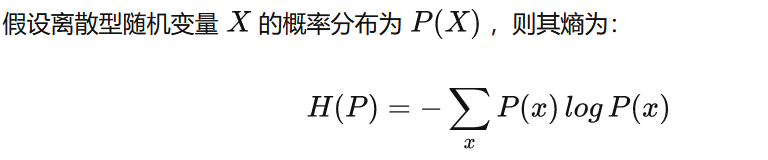 假设离散型随机变量 X 的概率分布为 P(X) ，则其熵为：
H(P) = − ∑ P(x) log P(x)
x